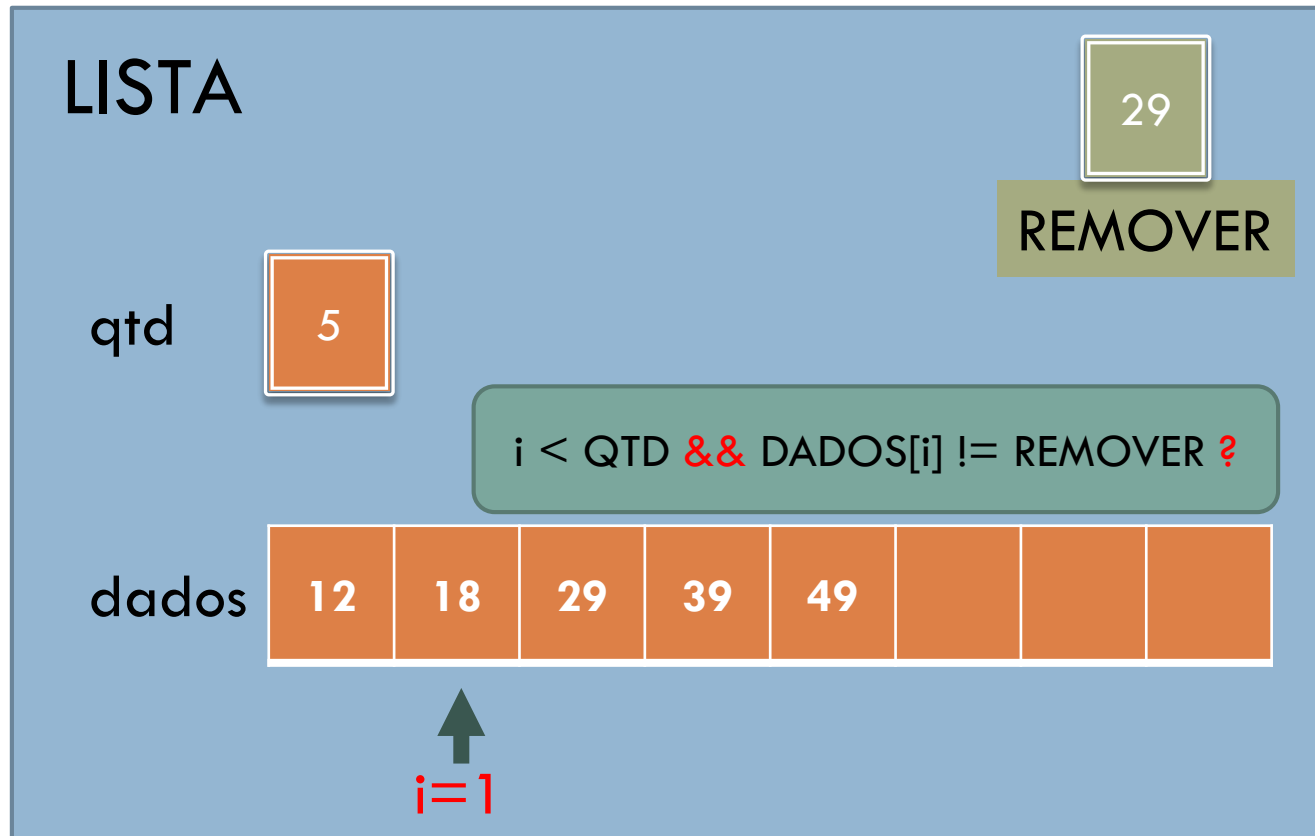 LISTA
29
REMOVER
qtd 5
i < QTD && DADOS[i] != REMOVER ?
dados 12 18 29 39 49
i=1